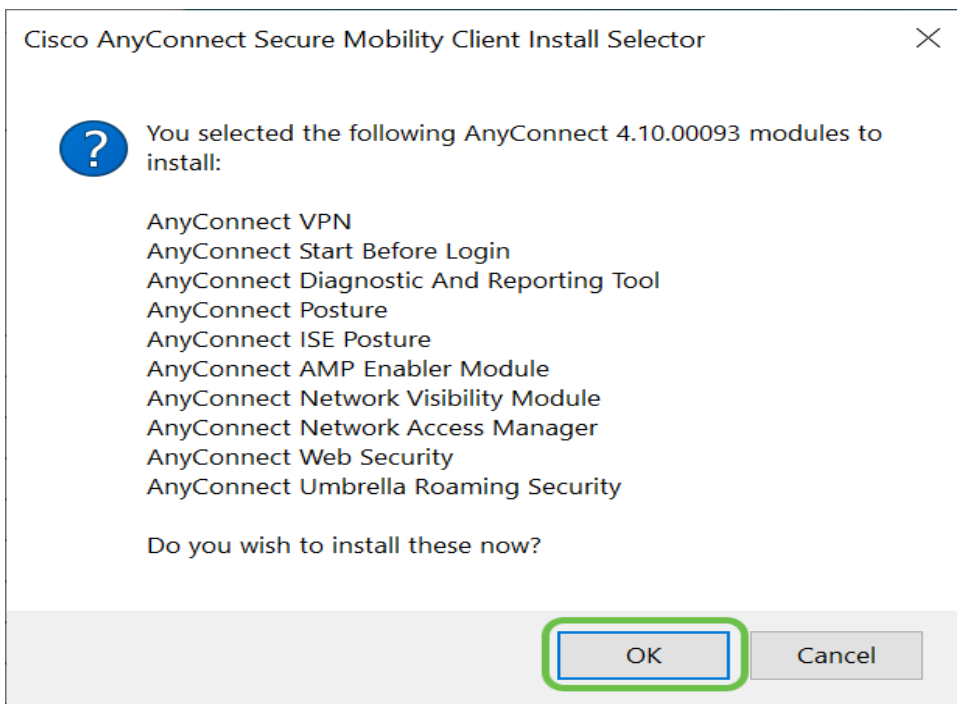 Cisco AnyConnect Secure Mobility Client Install Selector
You selected the following AnyConnect 4.10.00093 modules to
install:
AnyConnect VPN
AnyConnect Start Before Login
AnyConnect Diagnostic And Reporting Tool
AnyConnect Posture
AnyConnect ISE Posture
AnyConnect AMP Enabler Module
AnyConnect Network Visibility Module
AnyConnect Network Access Manager
AnyConnect Web Security
AnyConnect Umbrella Roaming Security
Do you wish to install these now?
OK
Cancel